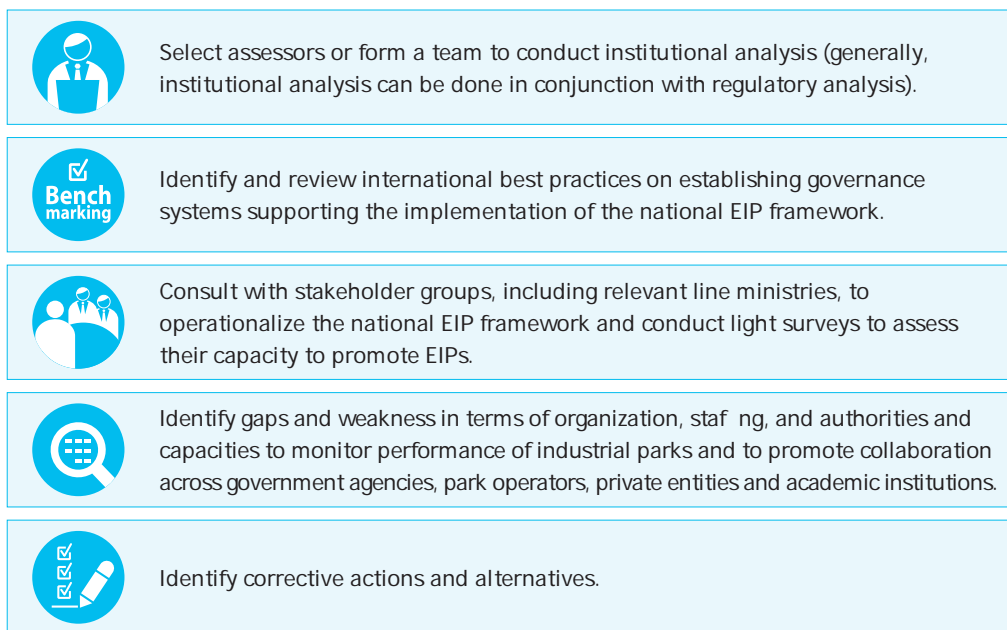 Select assessors or form a team to conduct institutional analysis (generally,
institutional analysis can be done in conjunction with regulatory analysis).
Bench
marking
Identify and review international best practices on establishing governance
systems supporting the implementation of the national EIP framework.
Consult with stakeholder groups, including relevant line ministries, to
operationalize the national EIP framework and conduct light surveys to assess
their capacity to promote EIPs.
Identify gaps and weakness in terms of organization, staf ng, and authorities and
capacities to monitor performance of industrial parks and to promote collaboration
across government agencies, park operators, private entities and academic institutions.
Identify corrective actions and alternatives.